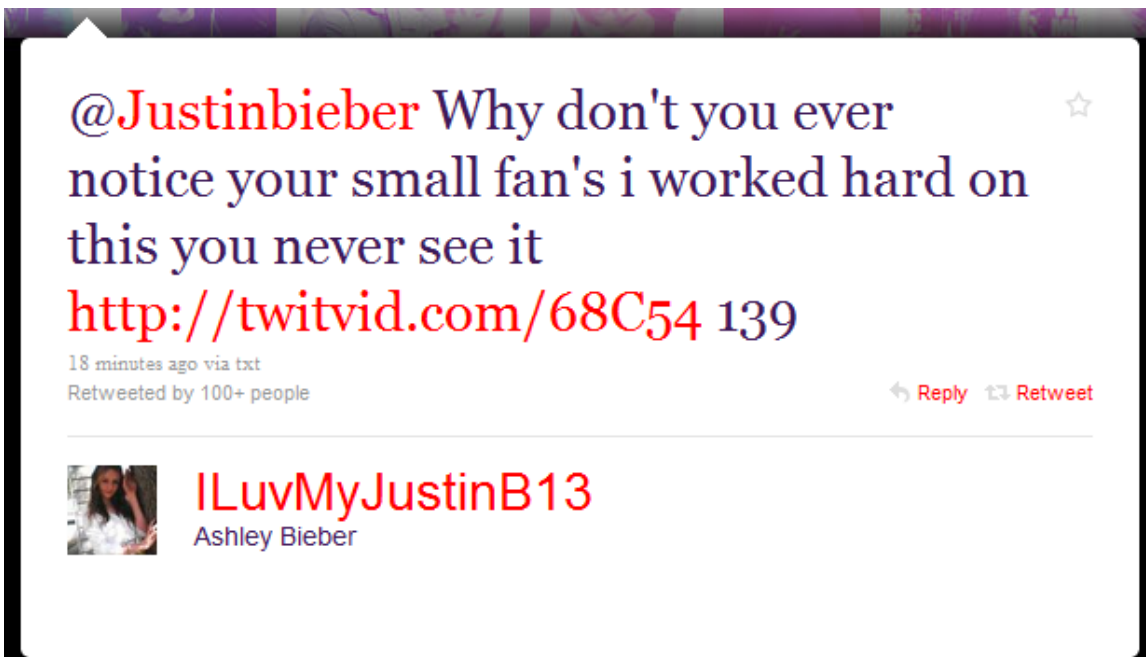 @Justinbieber Why don't you ever
notice your small fan's i worked hard on
this you never see it
http://twitvid.com/68C54 139
18 minutes ago via txt
Retweeted by 100+ people
Reply Retweet
ILuvMyJustinB13
Ashley Bieber